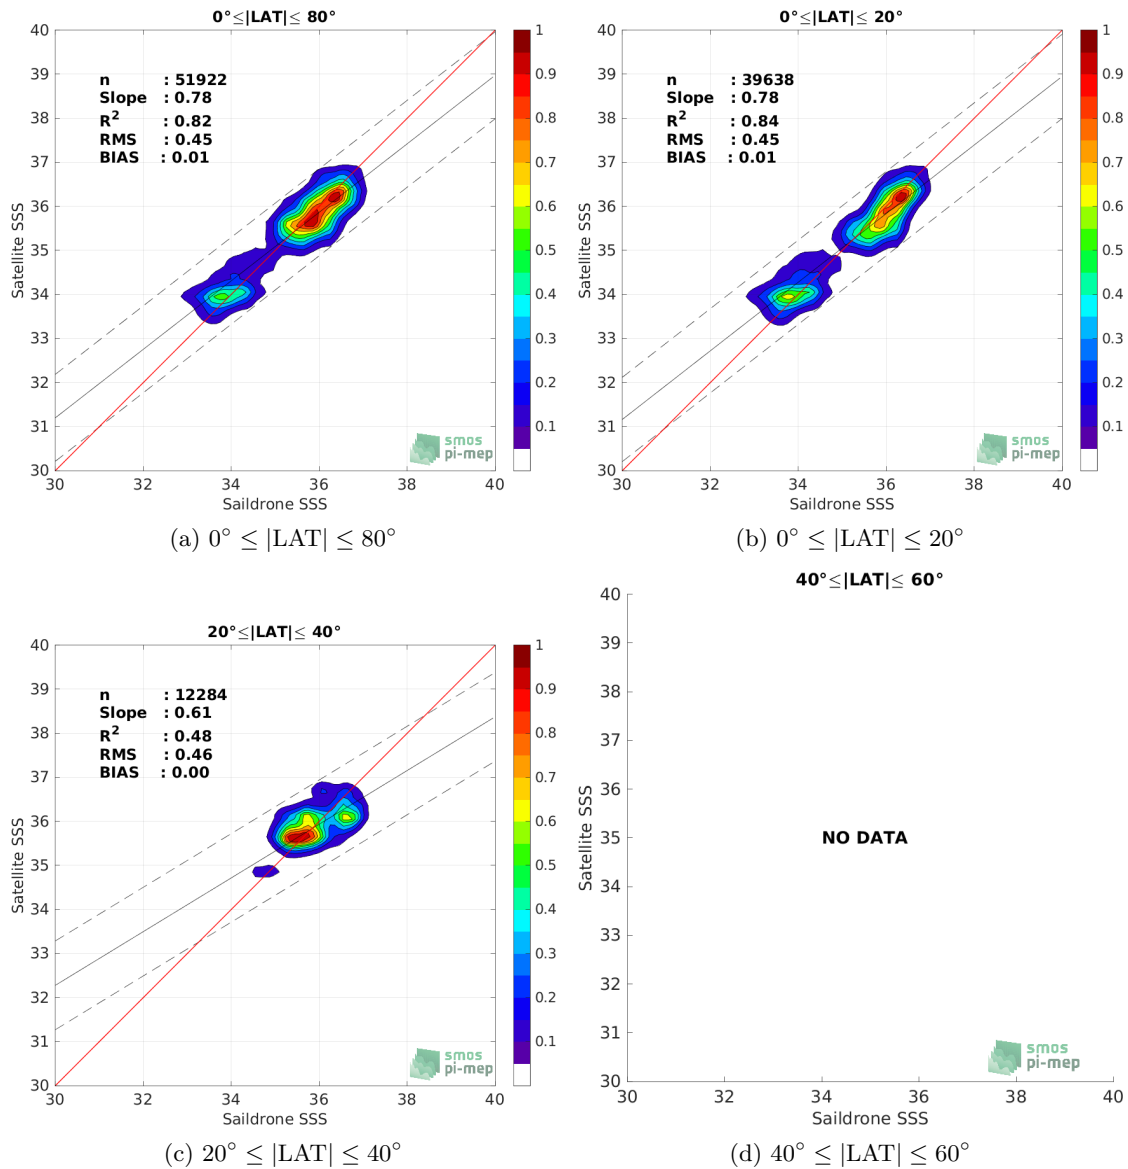 0°≤|LAT|≤ 80°
40
39
38
37
36
35
34
33
32
31
30
Satellite SSS
n : 51922
Slope : 0.78
R² : 0.82
RMS : 0.45
BIAS : 0.01
smos
pi-mep
30 32 34 36 38 40
Saildrone SSS
1
0.9
0.8
0.7
0.6
0.5
0.4
0.3
0.2
0.1
(a) 0° ≤ |LAT| ≤ 80°
0°≤|LAT|≤ 20°
40
39
38
37
36
35
34
33
32
31
30
Satellite SSS
n : 39638
Slope : 0.78
R² : 0.84
RMS : 0.45
BIAS : 0.01
smos
pi-mep
30 32 34 36 38 40
Saildrone SSS
1
0.9
0.8
0.7
0.6
0.5
0.4
0.3
0.2
0.1
(b) 0° ≤ |LAT| ≤ 20°
20°≤|LAT|≤ 40°
40
39
38
37
36
35
34
33
32
31
30
Satellite SSS
n : 12284
Slope : 0.61
R² : 0.48
RMS : 0.46
BIAS : 0.00
smos
pi-mep
30 32 34 36 38 40
Saildrone SSS
1
0.9
0.8
0.7
0.6
0.5
0.4
0.3
0.2
0.1
(c) 20° ≤ |LAT| ≤ 40°
40°≤|LAT|≤ 60°
40
39
38
37
36
35
34
33
32
31
30
Satellite SSS
NO DATA
smos
pi-mep
30 32 34 36 38 40
Saildrone SSS
(d) 40° ≤ |LAT| ≤ 60°